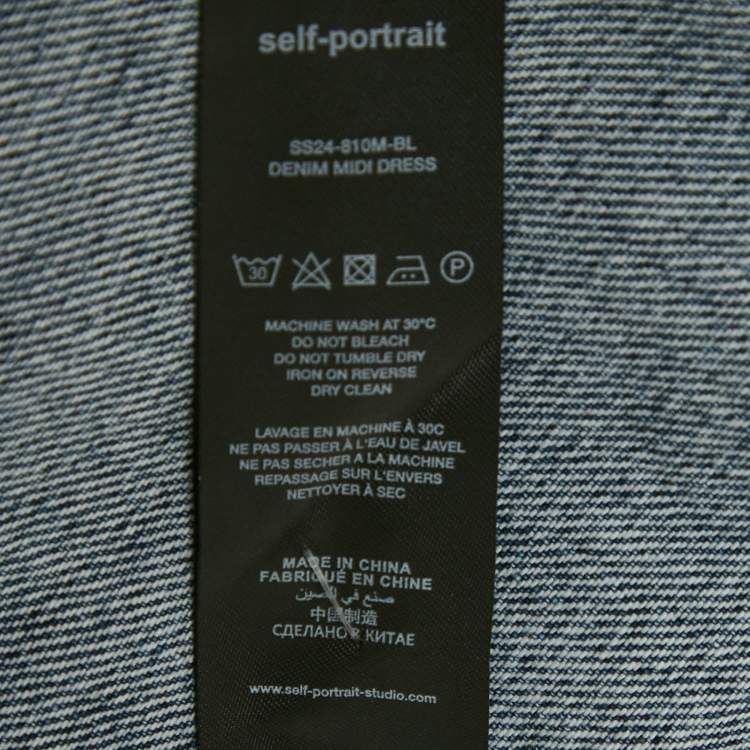 self-portrait
SS24-810M-BL
DENIM MIDI DRESS
30 P
MACHINE WASH AT 30°C
DO NOT BLEACH
DO NOT TUMBLE DRY
IRON ON REVERSE
DRY CLEAN
LAVAGE EN MACHINE À 30C
NE PAS PASSER À L'EAU DE JAVEL
NE PAS SECHER A LA MACHINE
REPASSAGE SUR L'ENVERS
NETTOYER À SEC
MADE IN CHINA
FABRIQUÉ EN CHINE
صنع في الصين
中国制造
СДЕЛАНО В КИТАЕ
www.self-portrait-studio.com